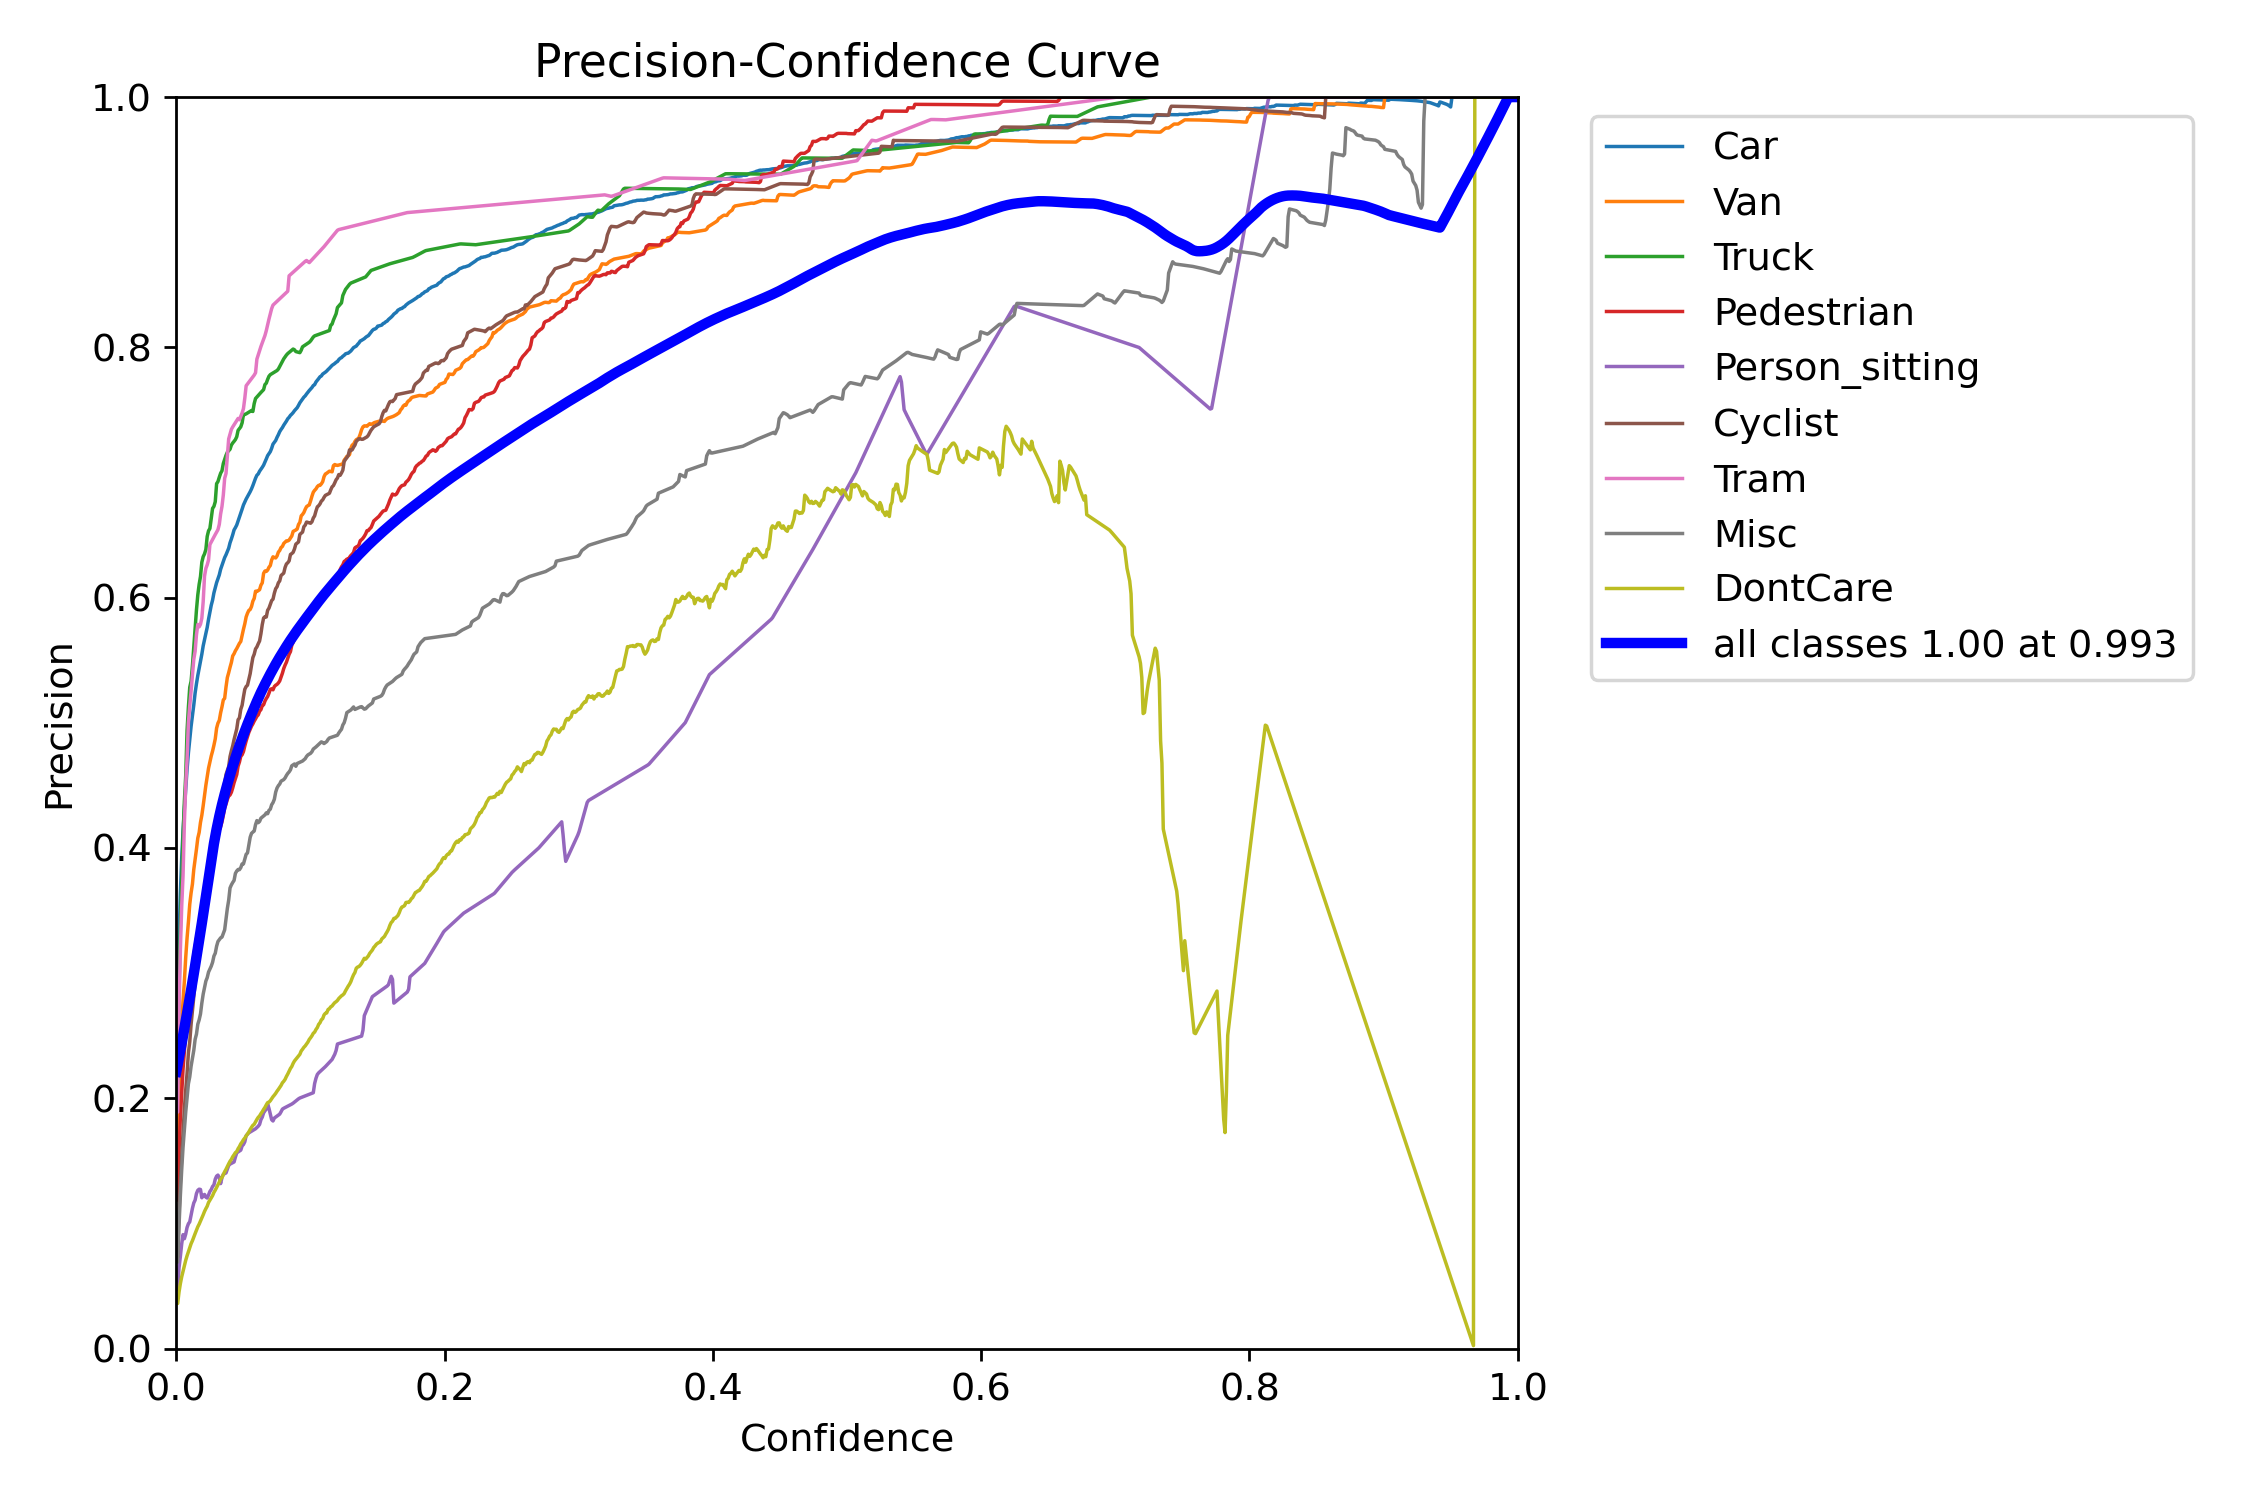 Precision-Confidence Curve
1.0
0.8
0.6
0.4
0.2
0.0
Precision
0.0 0.2 0.4 0.6 0.8 1.0
Confidence
Car
Van
Truck
Pedestrian
Person_sitting
Cyclist
Tram
Misc
DontCare
all classes 1.00 at 0.993